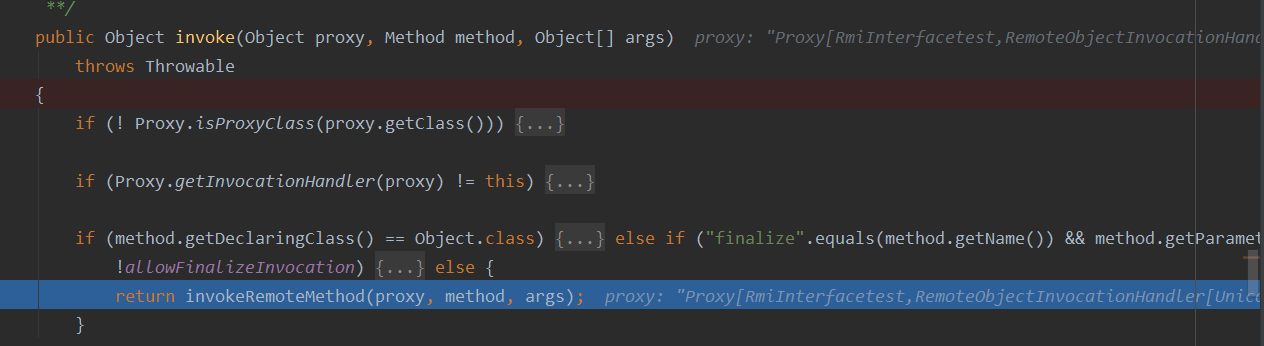 **/
public Object invoke(Object proxy, Method method, Object[] args)  proxy: "Proxy[RmiInterfacetest,RemoteObjectInvocationHand
throws Throwable
{
if (! Proxy.isProxyClass(proxy.getClass())) {...}
if (Proxy.getInvocationHandler(proxy) != this) {...}
if (method.getDeclaringClass() == Object.class) {...} else if ("finalize".equals(method.getName()) && method.getParamet
!allowFinalizeInvocation) {...} else {
return invokeRemoteMethod(proxy, method, args);  proxy: "Proxy[RmiInterfacetest,RemoteObjectInvocationHandler[Unica
}